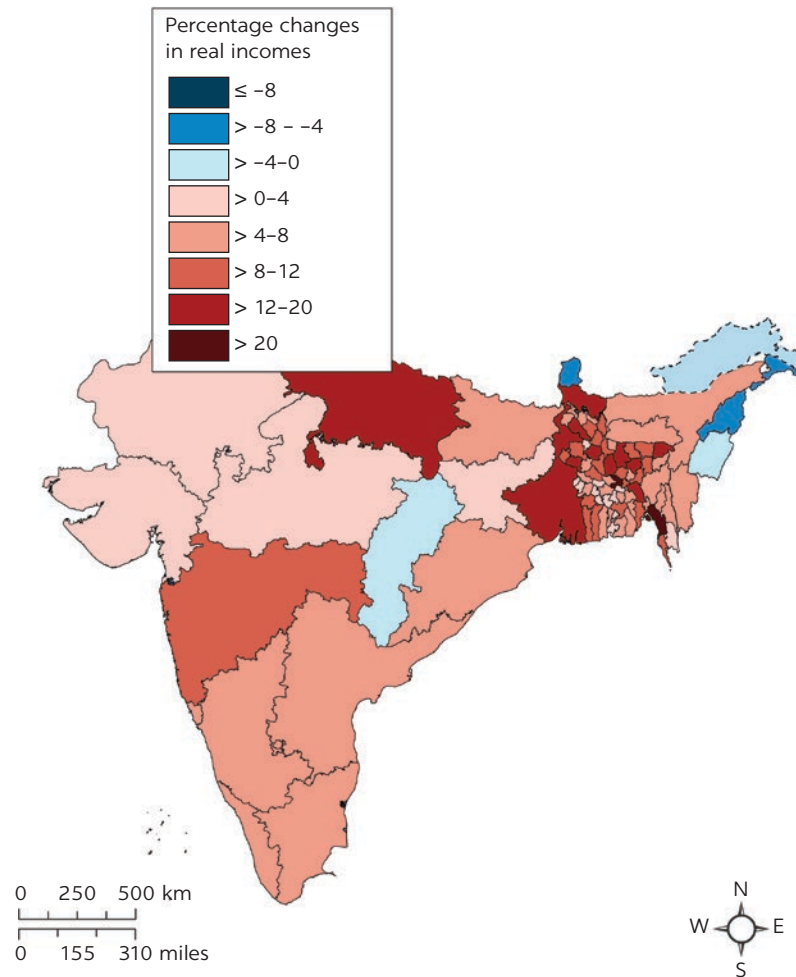 Percentage changes
in real incomes
≤ –8
> –8 – –4
> –4–0
> 0–4
> 4–8
> 8–12
> 12–20
> 20
0 250 500 km
0 155 310 miles
N
W E
S